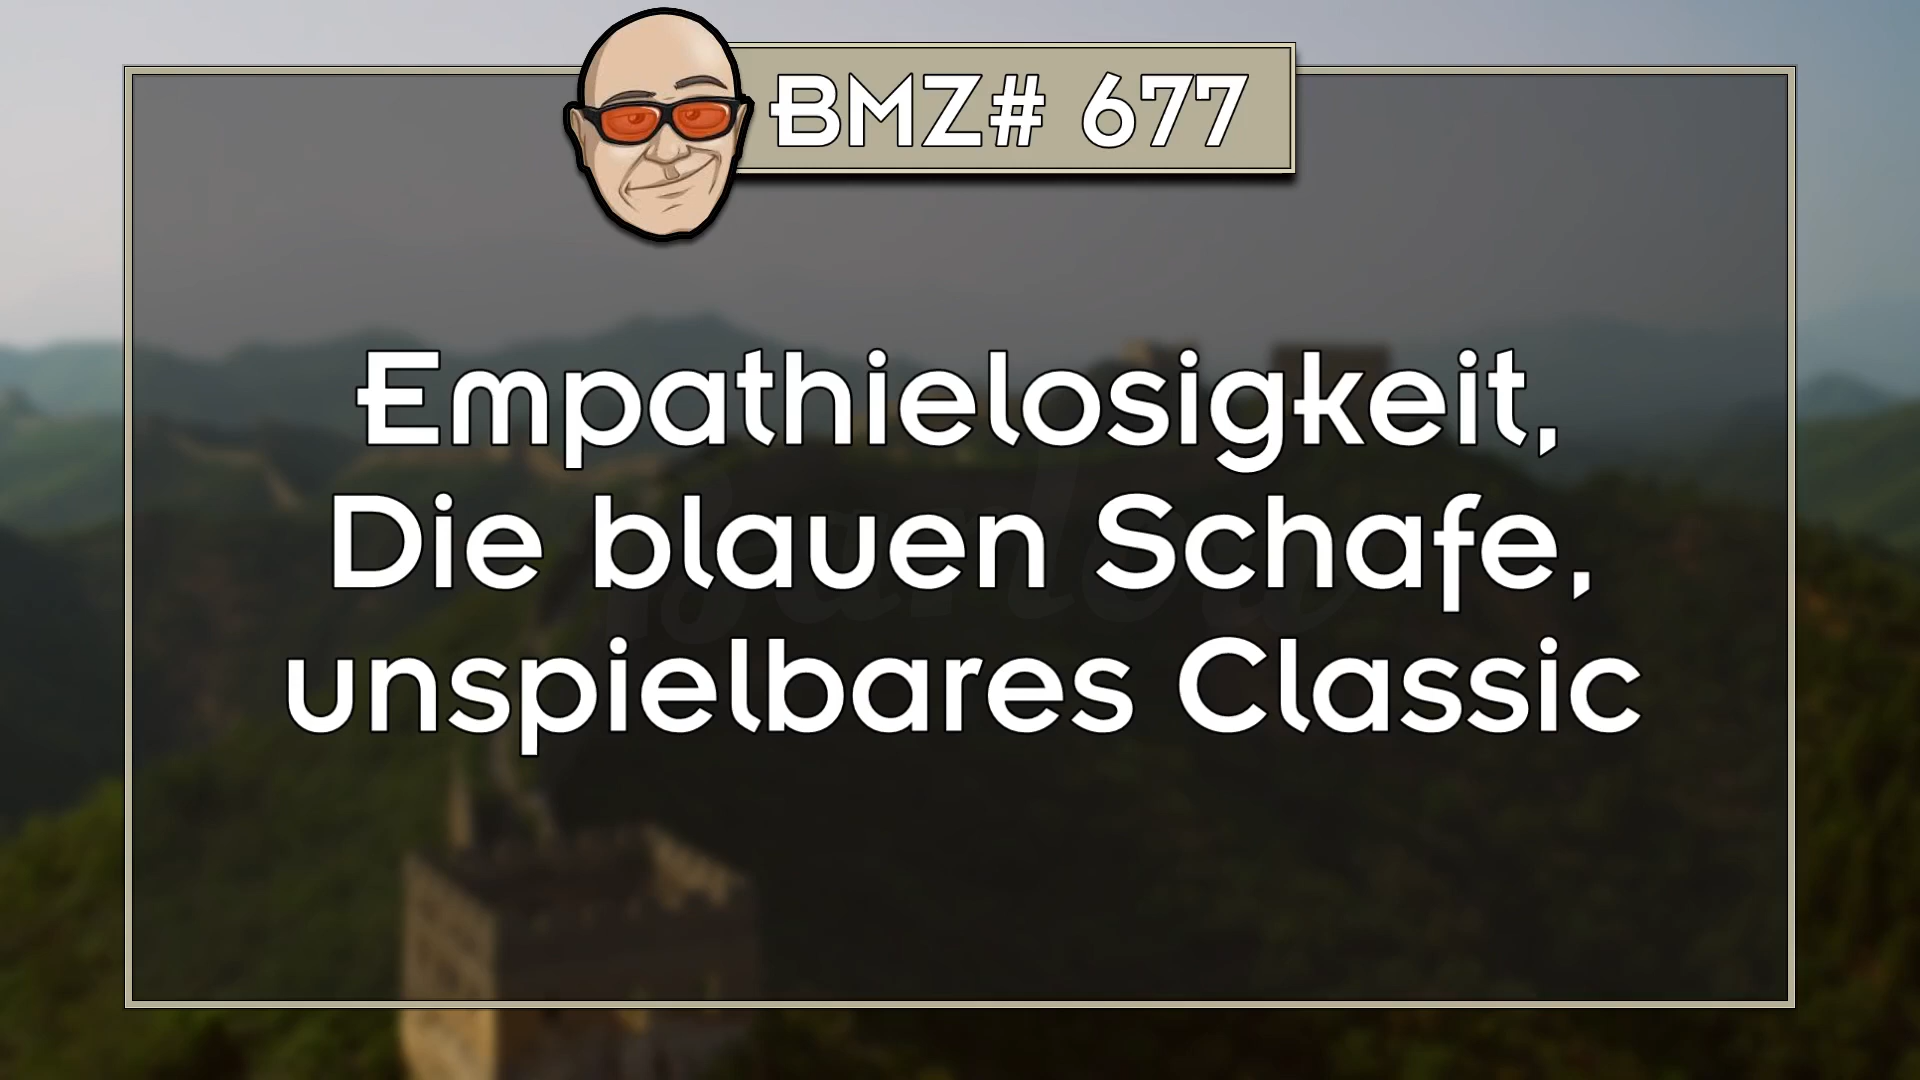 BMZ# 677
Empathielosigkeit,
Die blauen Schafe,
unspielbares Classic